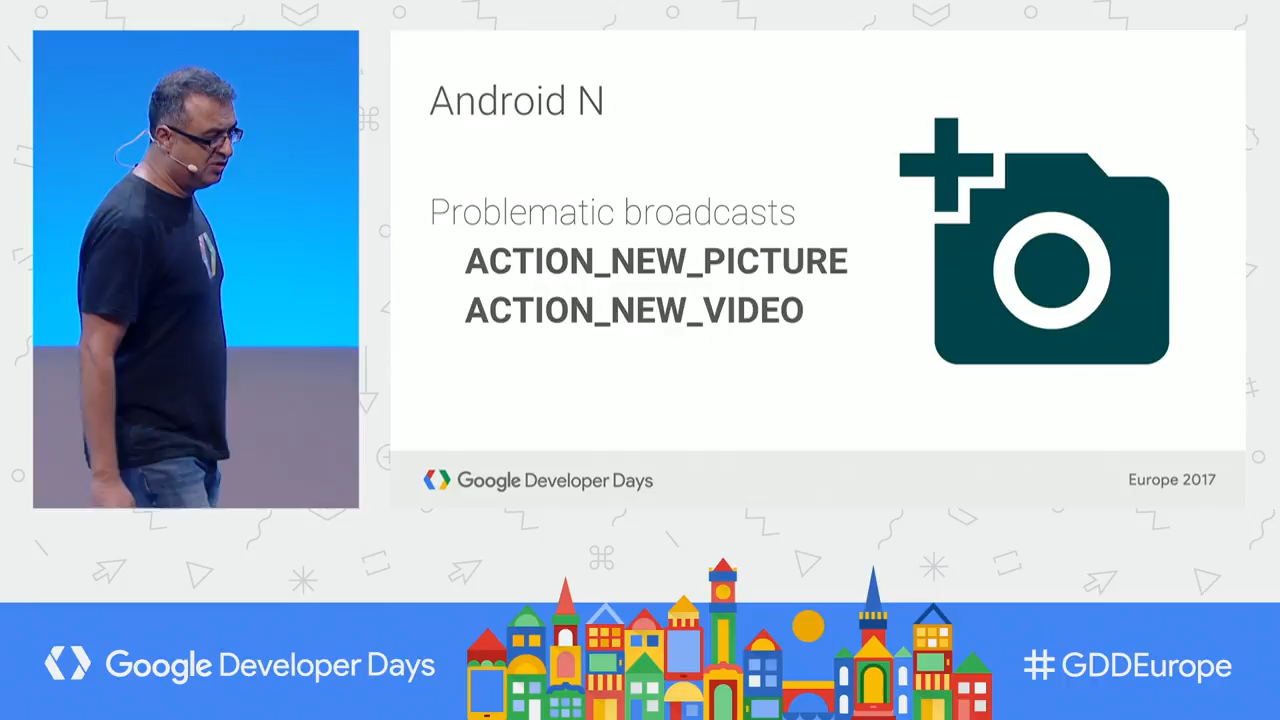 Android N
Problematic broadcasts
ACTION_NEW_PICTURE
ACTION_NEW_VIDEO
Google Developer Days
Europe 2017
Google Developer Days
#GDDEurope